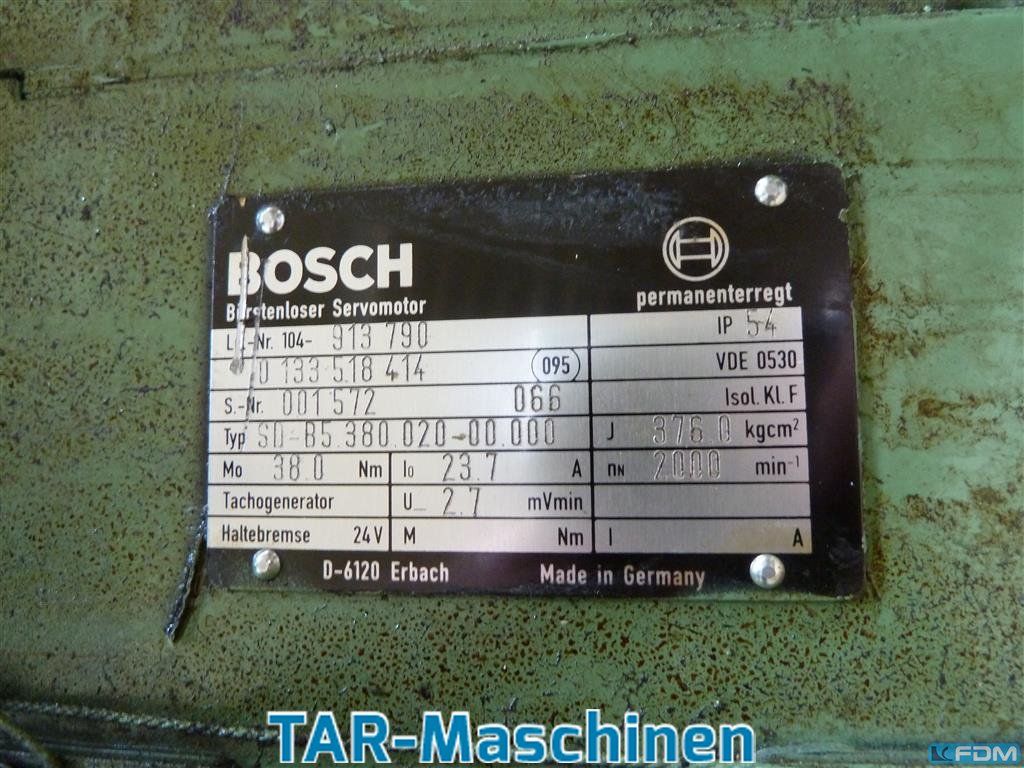 BOSCH
Bürstenloser Servomotor
permanenterregt
104- 913 790 IP 54
0 133 518 414 095 VDE 0530
S.-Nr. 001572 066 Isol. Kl. F
Typ SD-B5.380.020-00.000 J 376.0 kgcm²
Mo 38.0 Nm I₀ 23.7 A nN 2000 min⁻¹
Tachogenerator U_ 2.7 mVmin
Haltebremse 24V M Nm I A
D-6120 Erbach Made in Germany
TAR-Maschinen
FDM